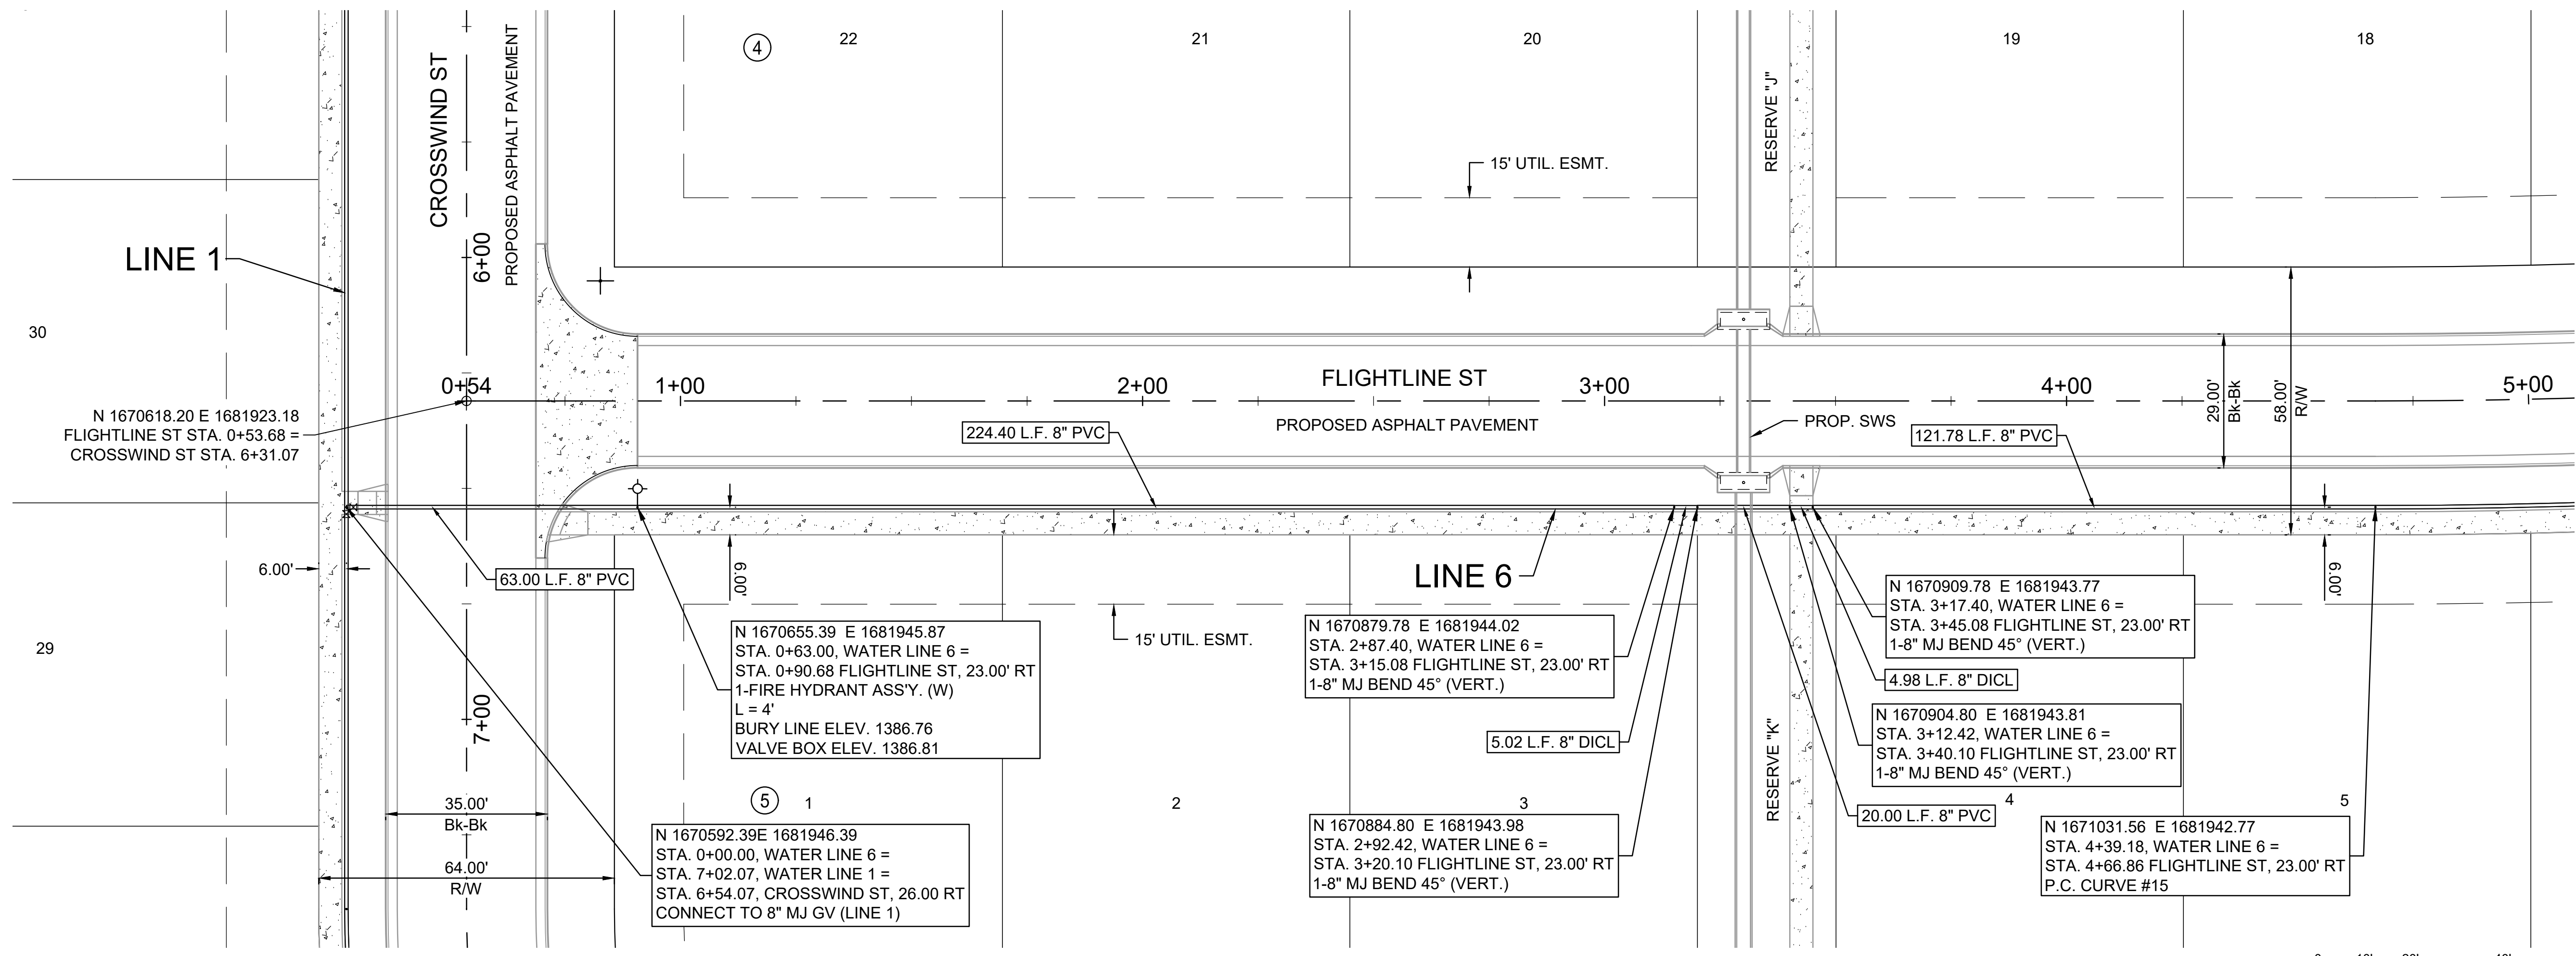 4
22
21
20
19
18
CROSSWIND ST
PROPOSED ASPHALT PAVEMENT
RESERVE "J"
15' UTIL. ESMT.
LINE 1
6+00
30
0+54
1+00
2+00
FLIGHTLINE ST
3+00
4+00
5+00
PROPOSED ASPHALT PAVEMENT
29.00'
Bk-Bk
58.00'
R/W
N 1670618.20 E 1681923.18
FLIGHTLINE ST STA. 0+53.68 =
CROSSWIND ST STA. 6+31.07
224.40 L.F. 8" PVC
PROP. SWS
121.78 L.F. 8" PVC
6.00'
63.00 L.F. 8" PVC
6.00'
LINE 6
6.00'
29
15' UTIL. ESMT.
N 1670655.39 E 1681945.87
STA. 0+63.00, WATER LINE 6 =
STA. 0+90.68 FLIGHTLINE ST, 23.00' RT
1-FIRE HYDRANT ASS'Y. (W)
L = 4'
BURY LINE ELEV. 1386.76
VALVE BOX ELEV. 1386.81
N 1670879.78 E 1681944.02
STA. 2+87.40, WATER LINE 6 =
STA. 3+15.08 FLIGHTLINE ST, 23.00' RT
1-8" MJ BEND 45° (VERT.)
N 1670909.78 E 1681943.77
STA. 3+17.40, WATER LINE 6 =
STA. 3+45.08 FLIGHTLINE ST, 23.00' RT
1-8" MJ BEND 45° (VERT.)
4.98 L.F. 8" DICL
7+00
5.02 L.F. 8" DICL
RESERVE "K"
N 1670904.80 E 1681943.81
STA. 3+12.42, WATER LINE 6 =
STA. 3+40.10 FLIGHTLINE ST, 23.00' RT
1-8" MJ BEND 45° (VERT.)
35.00'
Bk-Bk
5
1
2
3
4
5
20.00 L.F. 8" PVC
64.00'
R/W
N 1670592.39E 1681946.39
STA. 0+00.00, WATER LINE 6 =
STA. 7+02.07, WATER LINE 1 =
STA. 6+54.07, CROSSWIND ST, 26.00 RT
CONNECT TO 8" MJ GV (LINE 1)
N 1670884.80 E 1681943.98
STA. 2+92.42, WATER LINE 6 =
STA. 3+20.10 FLIGHTLINE ST, 23.00' RT
1-8" MJ BEND 45° (VERT.)
N 1671031.56 E 1681942.77
STA. 4+39.18, WATER LINE 6 =
STA. 4+66.86 FLIGHTLINE ST, 23.00' RT
P.C. CURVE #15